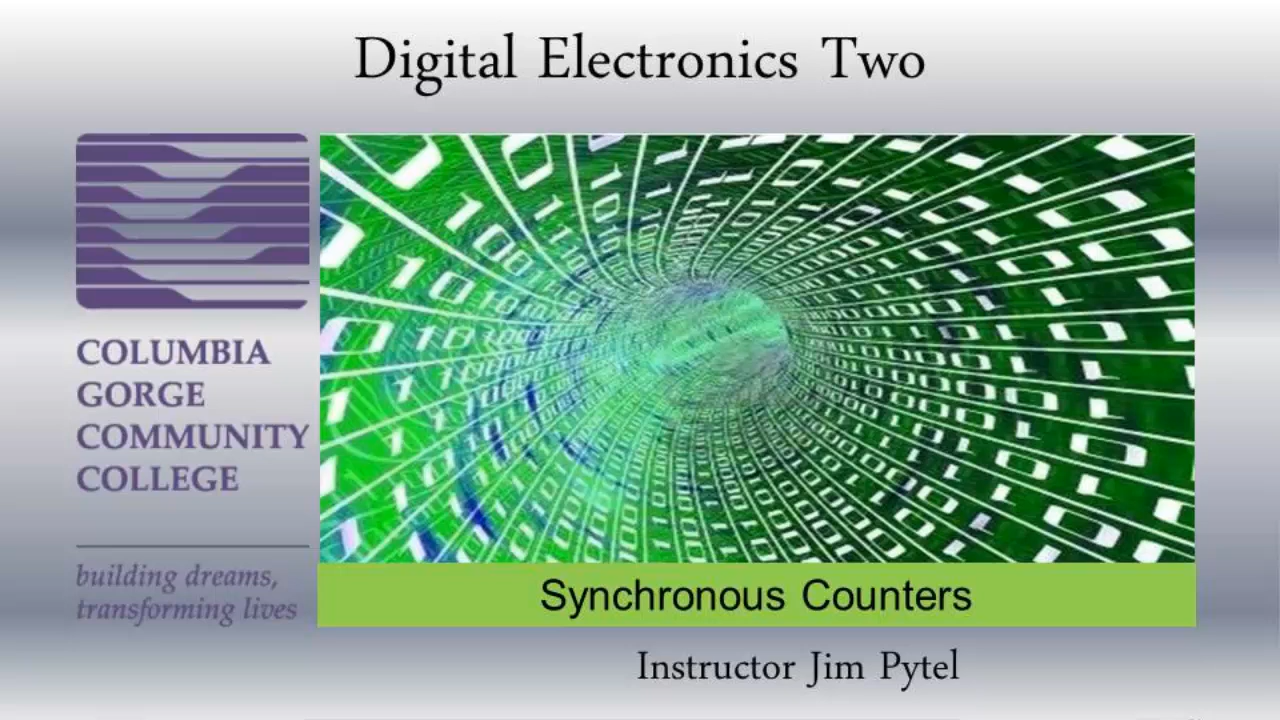 Digital Electronics Two
COLUMBIA
GORGE
COMMUNITY
COLLEGE
building dreams,
transforming lives
Synchronous Counters
Instructor Jim Pytel